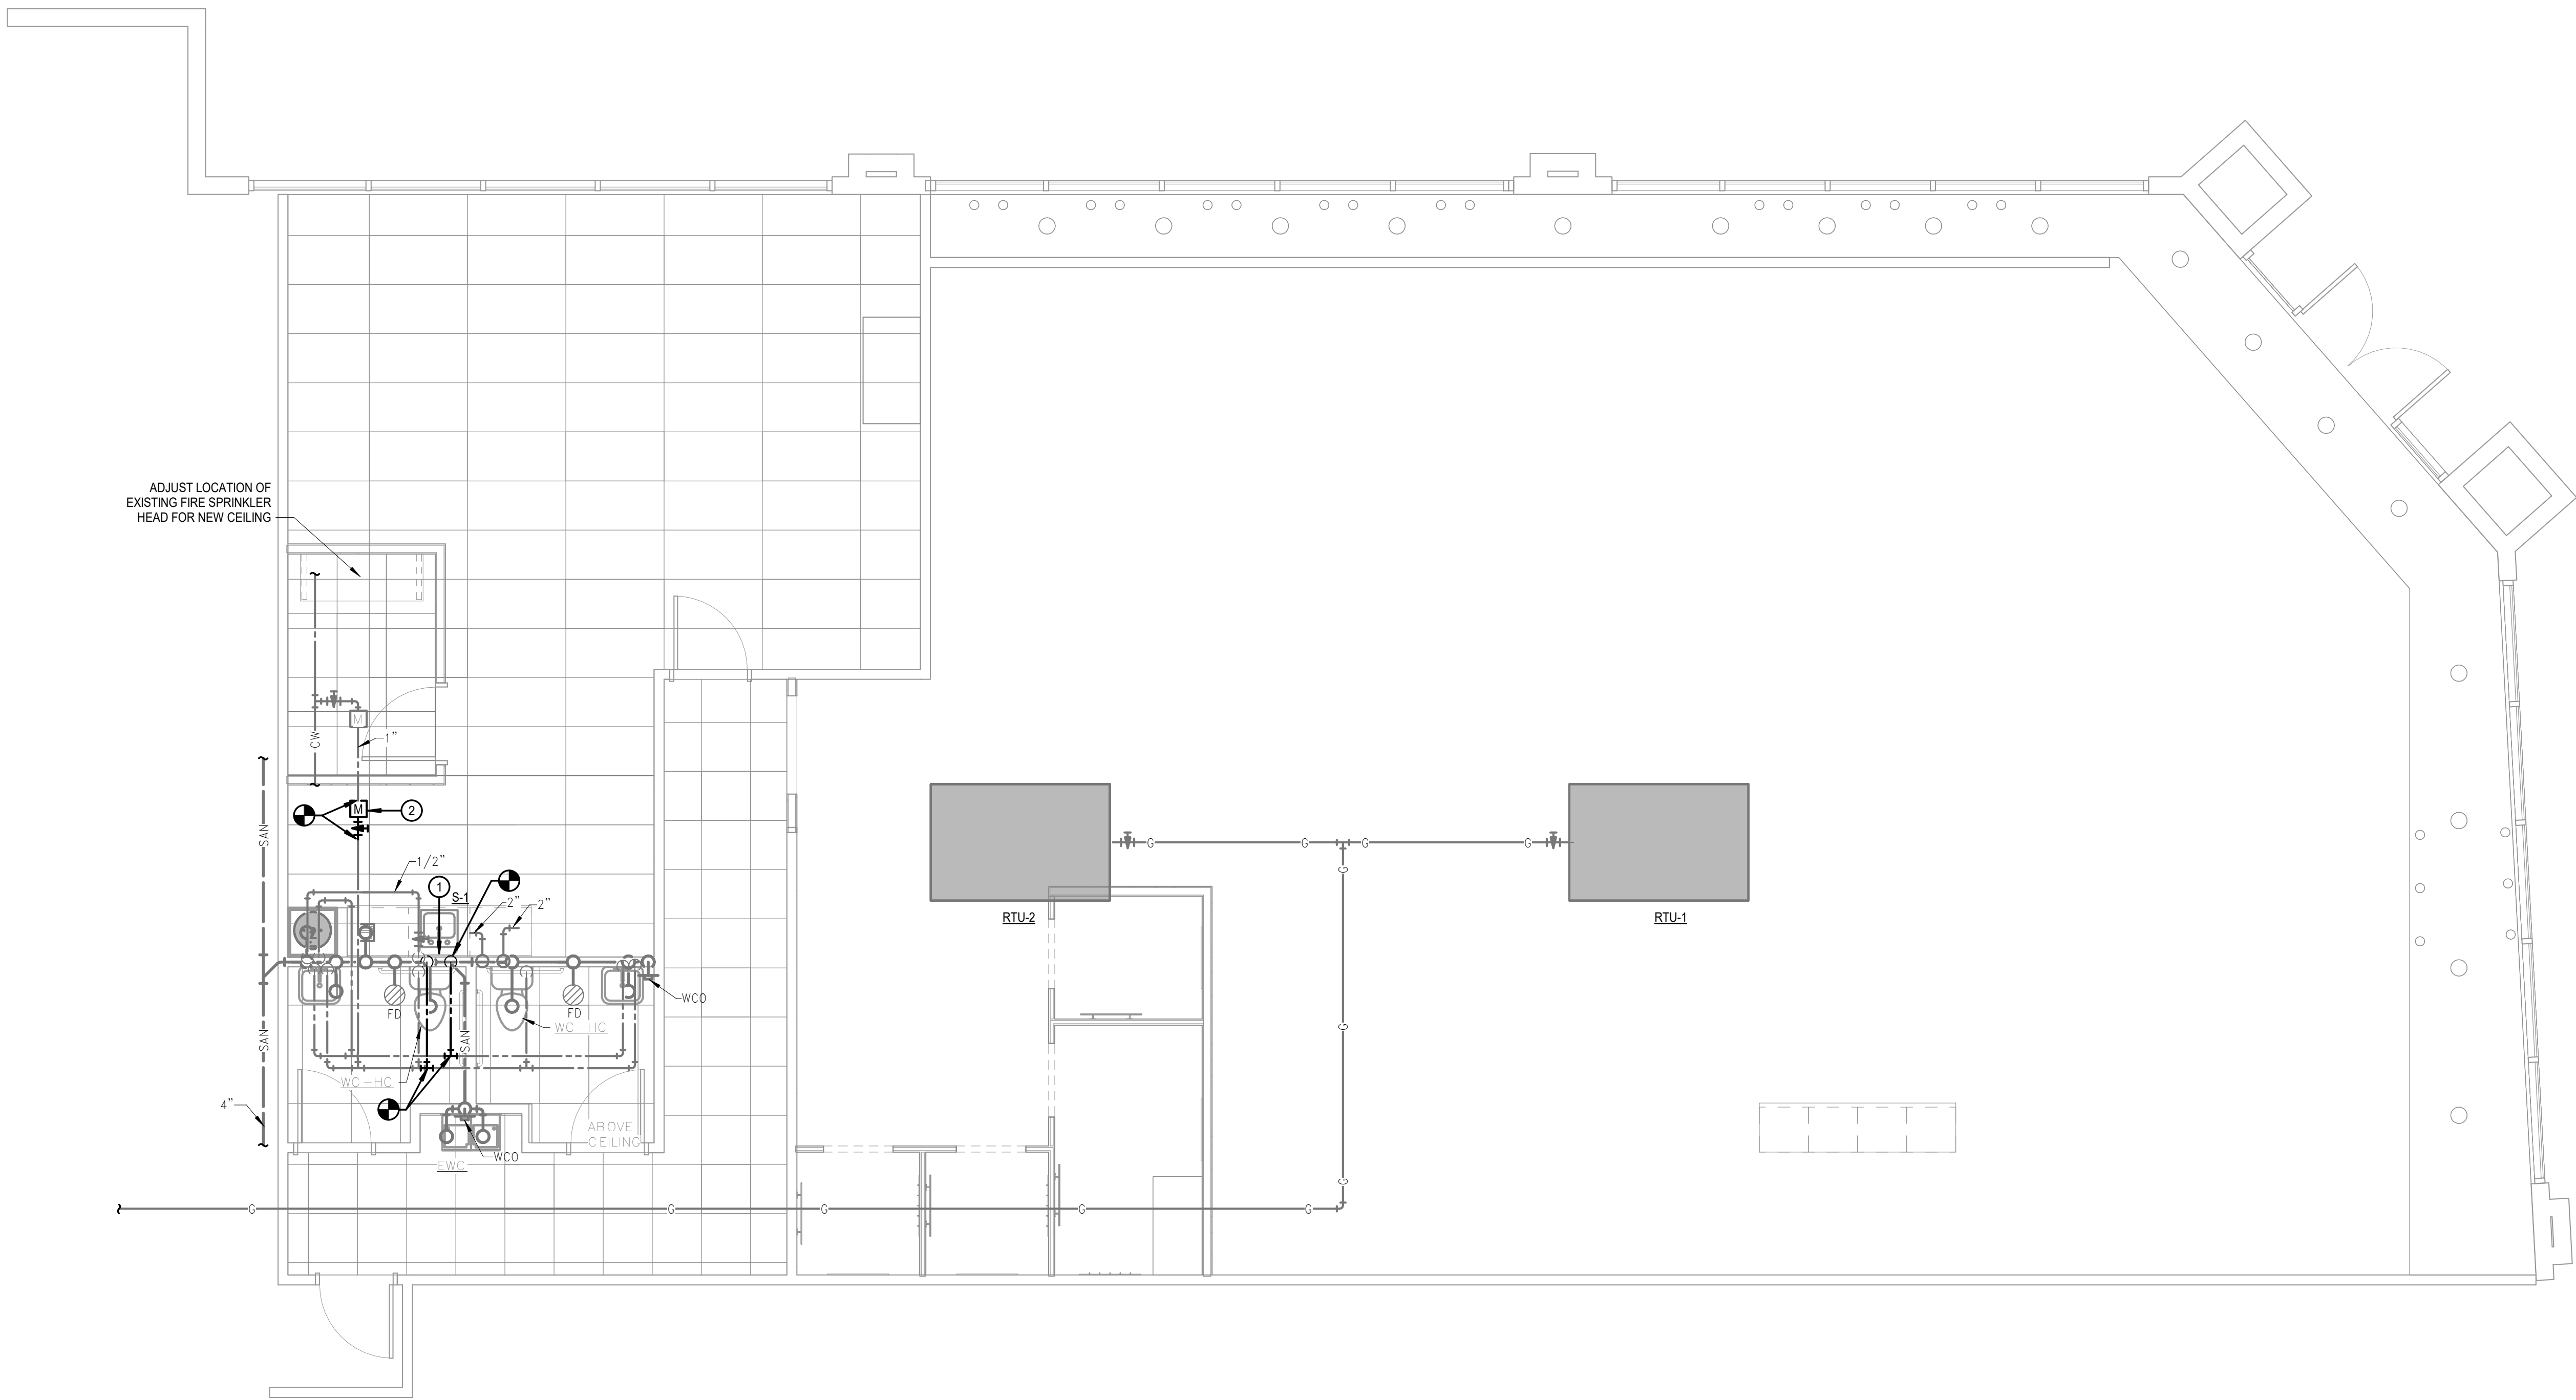 ADJUST LOCATION OF
EXISTING FIRE SPRINKLER
HEAD FOR NEW CEILING
M
1"
CW
M
2
SAN
1/2"
1
S-1
2"
2"
G
G
G
G
G
RTU-2
RTU-1
WCO
FD
FD
WC-HC
SAN
SAN
G
WC-HC
4"
ABOVE
CEILING
WCO
EWC
G
G
G
G
G
G